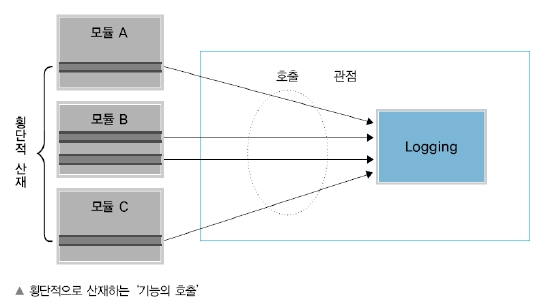 모듈 A
호출 관점
모듈 B
Logging
횡단적 산재
모듈 C
▲ 횡단적으로 산재하는 ‘기능의 호출’